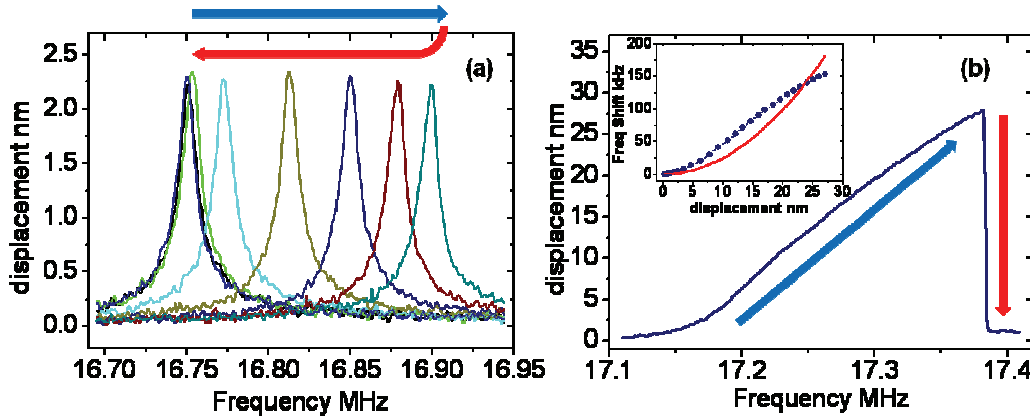 (a)
displacement nm
2.5
2.0
1.5
1.0
0.5
0.0
16.70 16.75 16.80 16.85 16.90 16.95
Frequency MHz
(b)
displacement nm
35
30
25
20
15
10
5
0
17.1 17.2 17.3 17.4
Frequency MHz
Freq Shift kHz
200
150
100
50
0
0 5 10 15 20 25 30
displacement nm